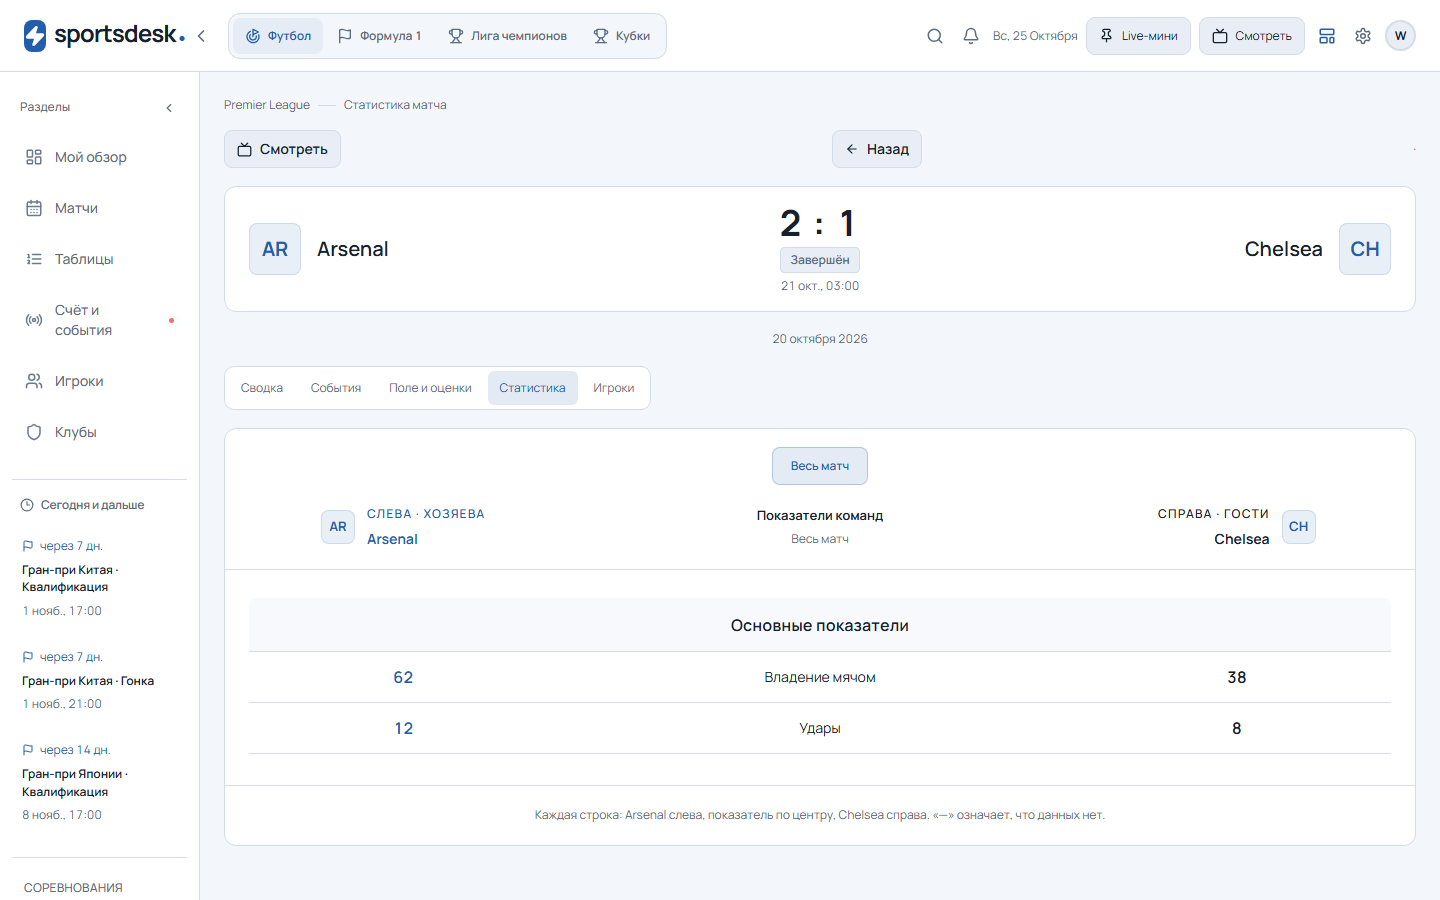 sportsdesk.
Футбол
Формула 1
Лига чемпионов
Кубки
Вс, 25 Октября
Live-мини
Смотреть
W
Разделы
Мой обзор
Матчи
Таблицы
Счёт и
события
Игроки
Клубы
Сегодня и дальше
через 7 дн.
Гран-при Китая ·
Квалификация
1 нояб., 17:00
через 7 дн.
Гран-при Китая · Гонка
1 нояб., 21:00
через 14 дн.
Гран-при Японии ·
Квалификация
8 нояб., 17:00
СОРЕВНОВАНИЯ
Premier League — Статистика матча
Смотреть
Назад
·
AR Arsenal
2 : 1
Завершён
21 окт., 03:00
Chelsea CH
20 октября 2026
Сводка
События
Поле и оценки
Статистика
Игроки
Весь матч
AR
СЛЕВА · ХОЗЯЕВА
Arsenal
Показатели команд
Весь матч
СПРАВА · ГОСТИ
Chelsea
CH
Основные показатели
62 Владение мячом 38
12 Удары 8
Каждая строка: Arsenal слева, показатель по центру, Chelsea справа. «—» означает, что данных нет.